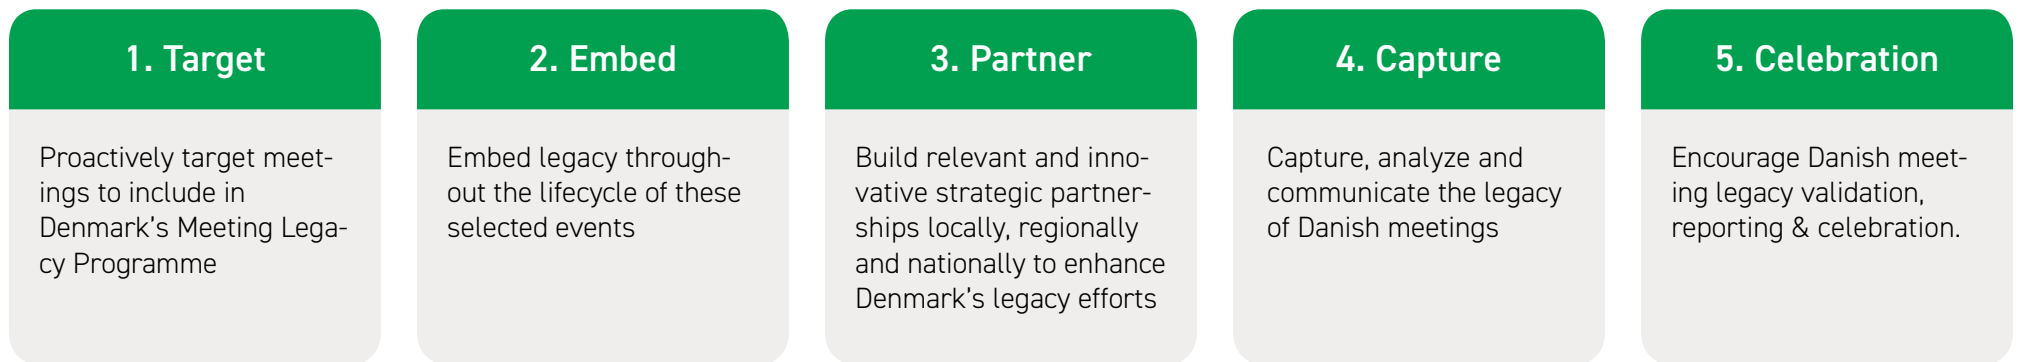 1. Target
Proactively target meet-
ings to include in
Denmark’s Meeting Lega-
cy Programme
2. Embed
Embed legacy through-
out the lifecycle of these
selected events
3. Partner
Build relevant and inno-
vative strategic partner-
ships locally, regionally
and nationally to enhance
Denmark’s legacy efforts
4. Capture
Capture, analyze and
communicate the legacy
of Danish meetings
5. Celebration
Encourage Danish meet-
ing legacy validation,
reporting & celebration.